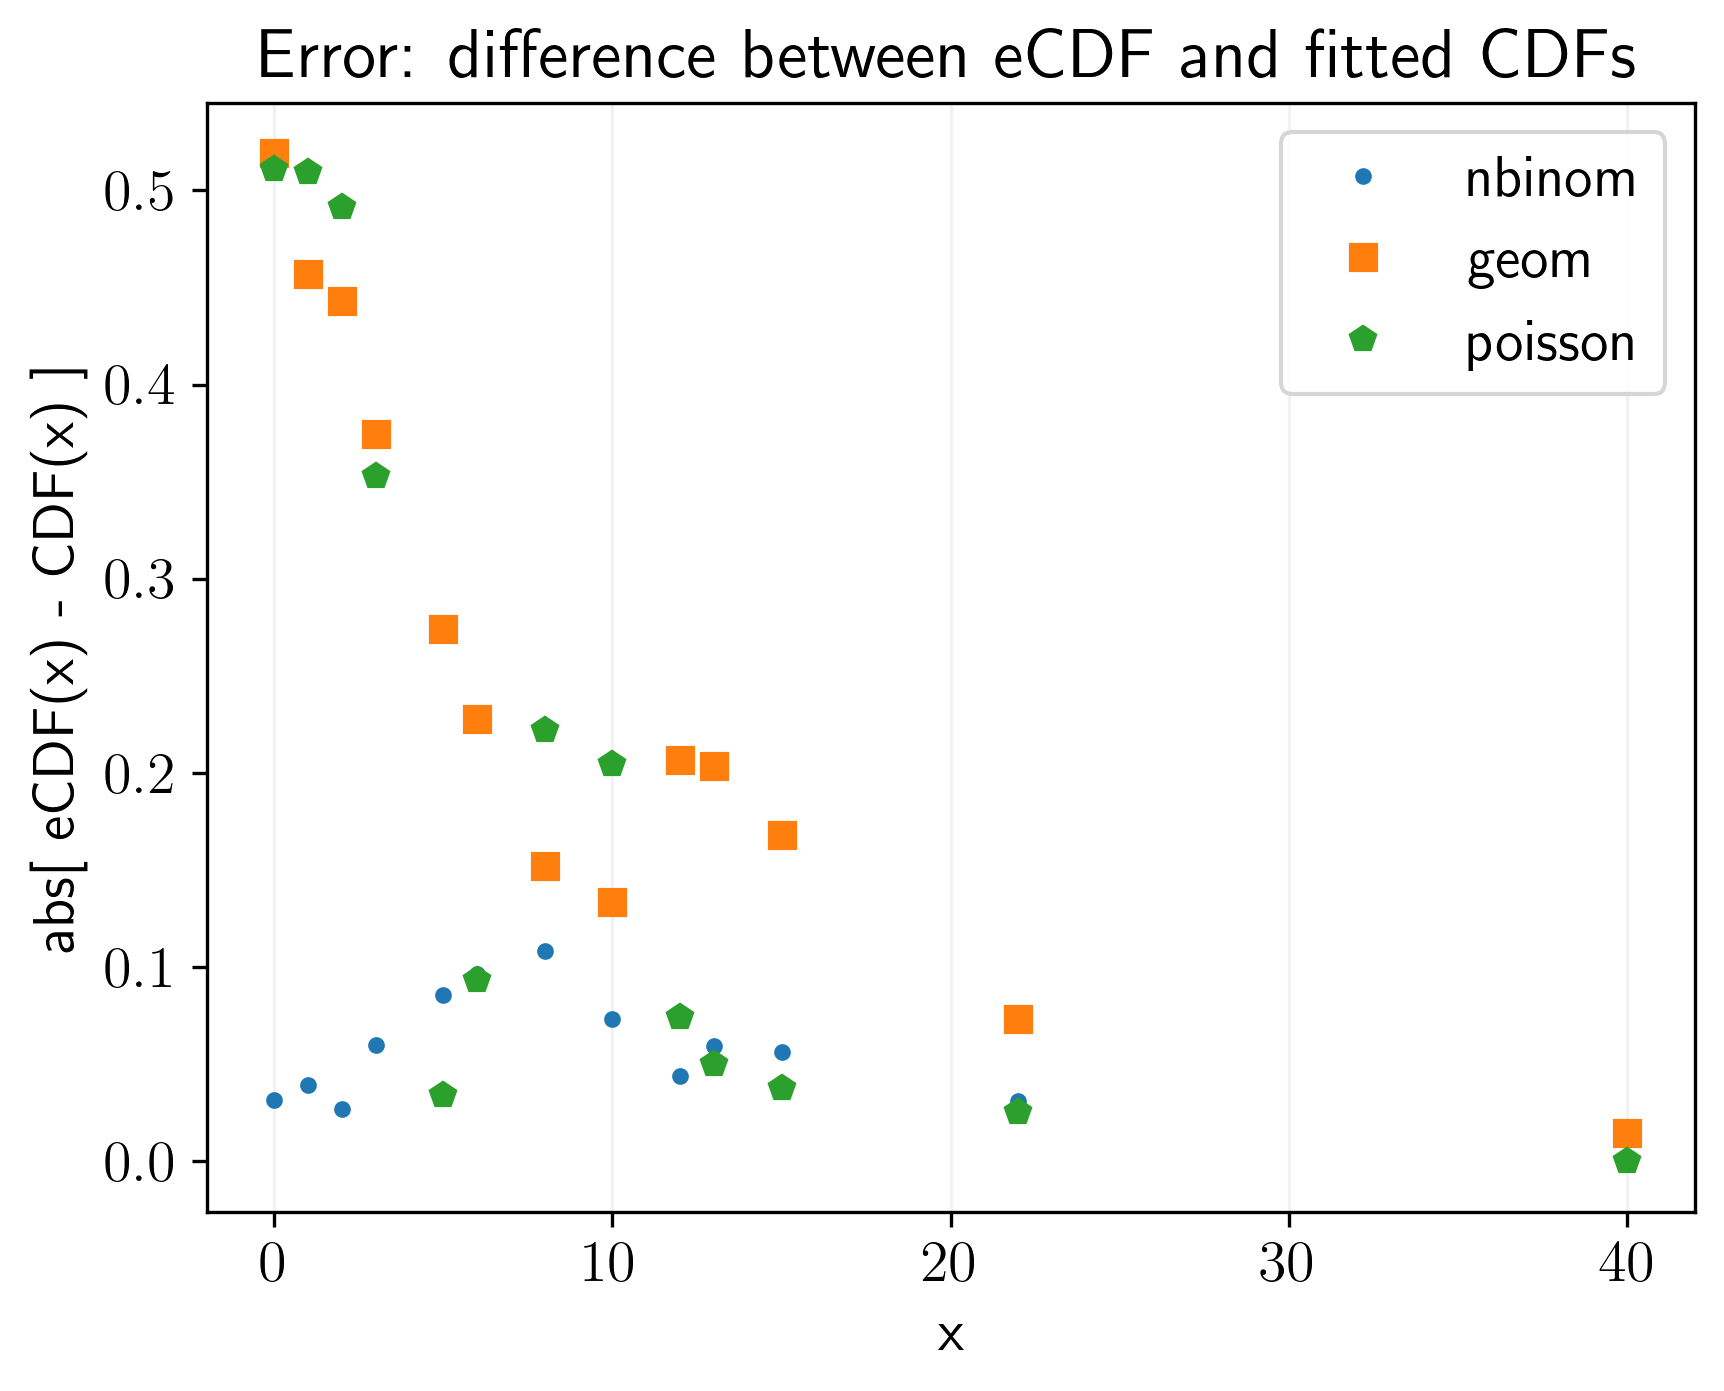 Error: difference between eCDF and fitted CDFs
nbinom
geom
poisson
abs[ eCDF(x) - CDF(x) ]
0.5
0.4
0.3
0.2
0.1
0.0
0 10 20 30 40
x